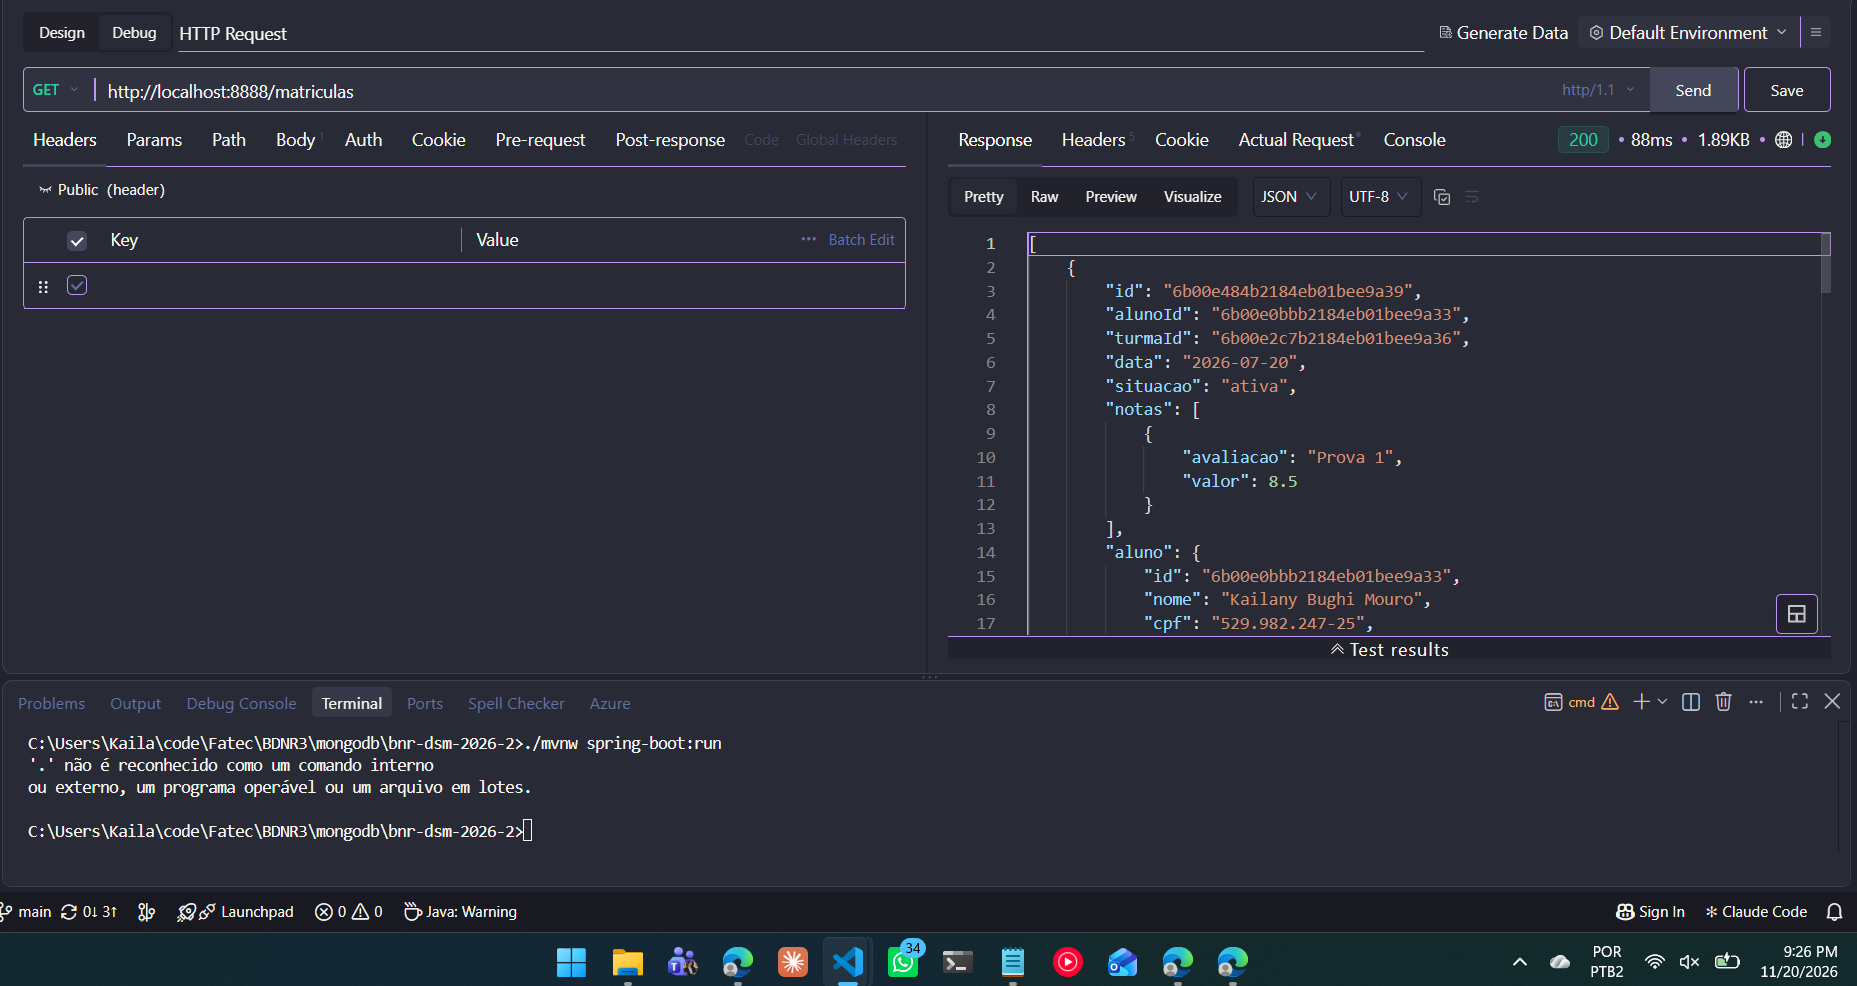 Design Debug HTTP Request Generate Data Default Environment
GET http://localhost:8888/matriculas http/1.1 Send Save
Headers Params Path Body 1 Auth Cookie Pre-request Post-response Code Global Headers
Public (header)
Key Value ... Batch Edit
Response Headers 5 Cookie Actual Request Console 200 • 88ms • 1.89KB •
Pretty Raw Preview Visualize JSON UTF-8
1 [
2 {
3 "id": "6b00e484b2184eb01bee9a39",
4 "alunoId": "6b00e0bbb2184eb01bee9a33",
5 "turmaId": "6b00e2c7b2184eb01bee9a36",
6 "data": "2026-07-20",
7 "situacao": "ativa",
8 "notas": [
9 {
10 "avaliacao": "Prova 1",
11 "valor": 8.5
12 }
13 ],
14 "aluno": {
15 "id": "6b00e0bbb2184eb01bee9a33",
16 "nome": "Kailany Bughi Mouro",
17 "cpf": "529.982.247-25",
Test results
Problems Output Debug Console Terminal Ports Spell Checker Azure cmd
C:\Users\Kaila\code\Fatec\BDNR3\mongodb\bnr-dsm-2026-2>./mvnw spring-boot:run
'.' não é reconhecido como um comando interno
ou externo, um programa operável ou um arquivo em lotes.
C:\Users\Kaila\code\Fatec\BDNR3\mongodb\bnr-dsm-2026-2>
main 0↓ 3↑ Launchpad 0 0 Java: Warning Sign In Claude Code
34
POR
PTB2
9:26 PM
11/20/2026